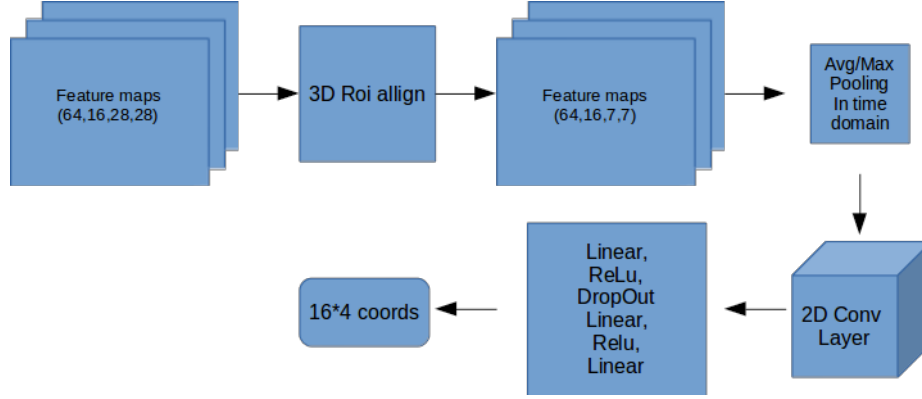 Feature maps
(64,16,28,28)
3D Roi allign
Feature maps
(64,16,7,7)
Avg/Max
Pooling
In time
domain
2D Conv
Layer
Linear,
ReLu,
DropOut
Linear,
Relu,
Linear
16*4 coords